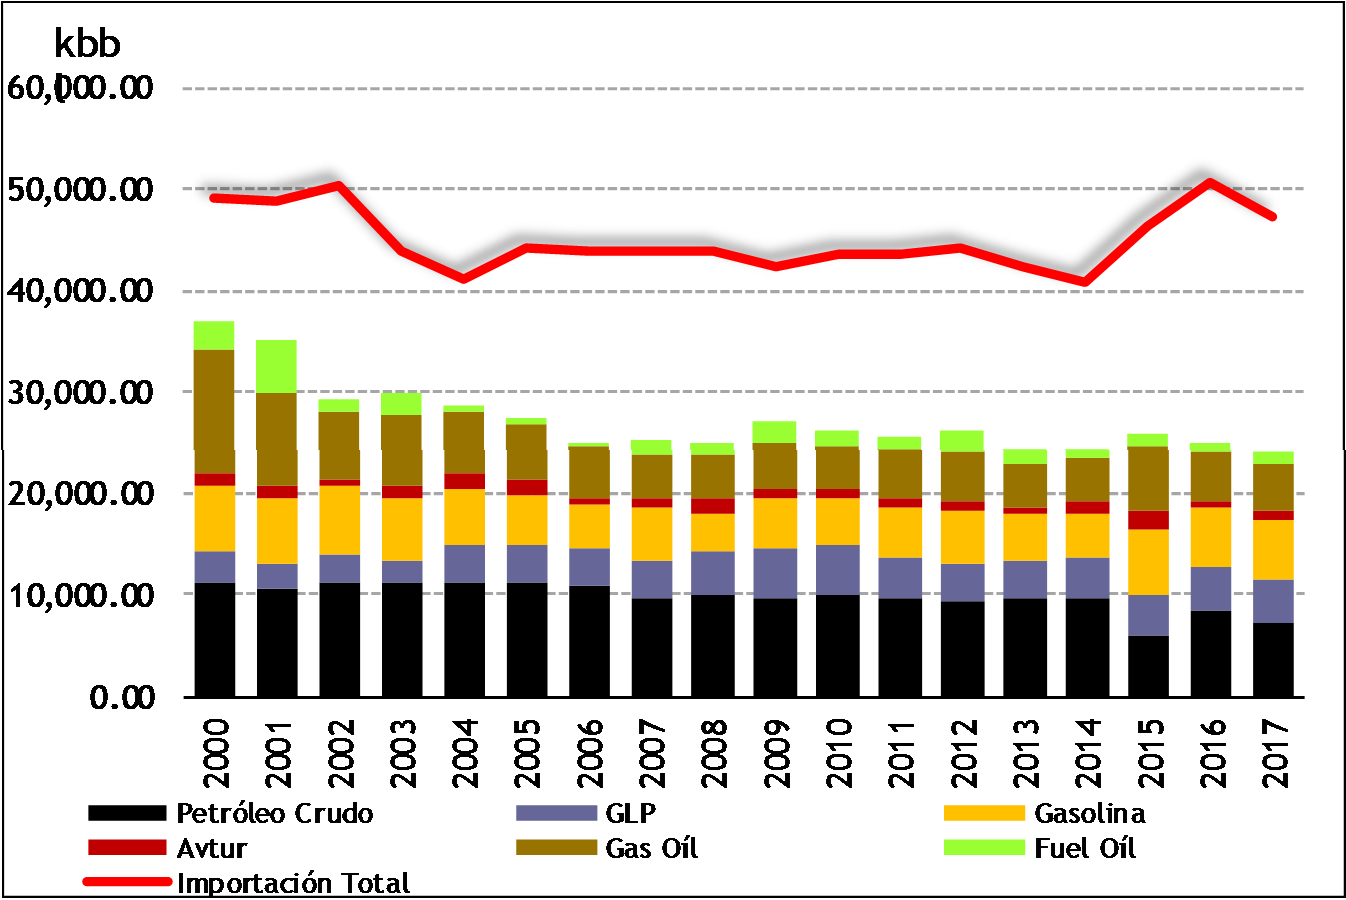 kbb
l
60,000.00
50,000.00
40,000.00
30,000.00
20,000.00
10,000.00
0.00
2000 2001 2002 2003 2004 2005 2006 2007 2008 2009 2010 2011 2012 2013 2014 2015 2016 2017
Petróleo Crudo GLP Gasolina
Avtur Gas Oíl Fuel Oíl
Importación Total